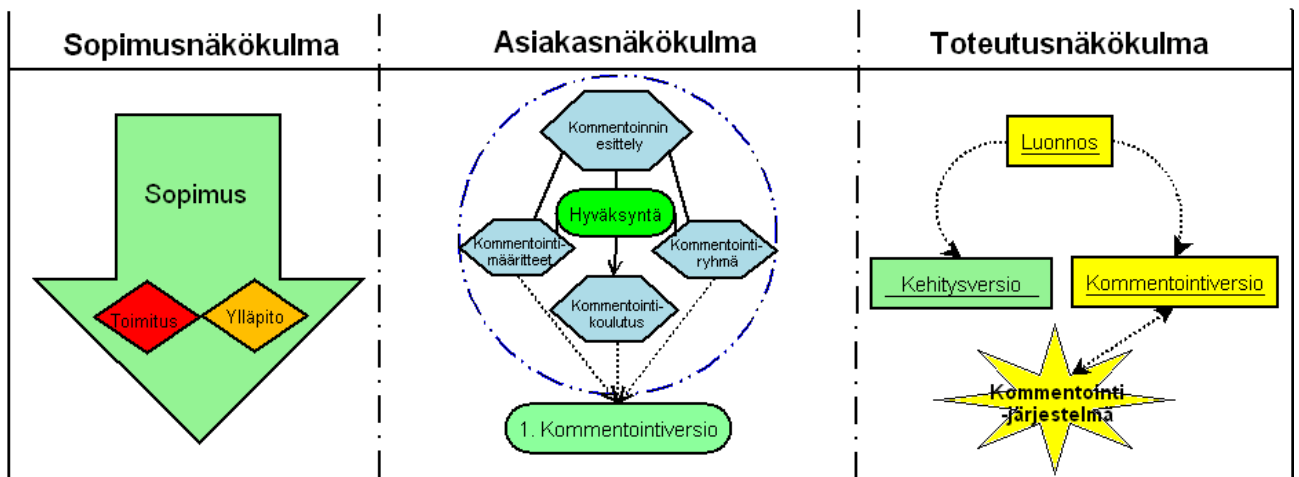 Sopimusnäkökulma
Asiakasnäkökulma
Toteutusnäkökulma
Sopimus
Toimitus
Ylläpito
Kommentoinnin
esittely
Hyväksyntä
Kommentointi-
määritteet
Kommentointi-
ryhmä
Kommentointi-
koulutus
1. Kommentointiversio
Luonnos
Kehitysversio
Kommentointiversio
Kommentointi
-järjestelmä